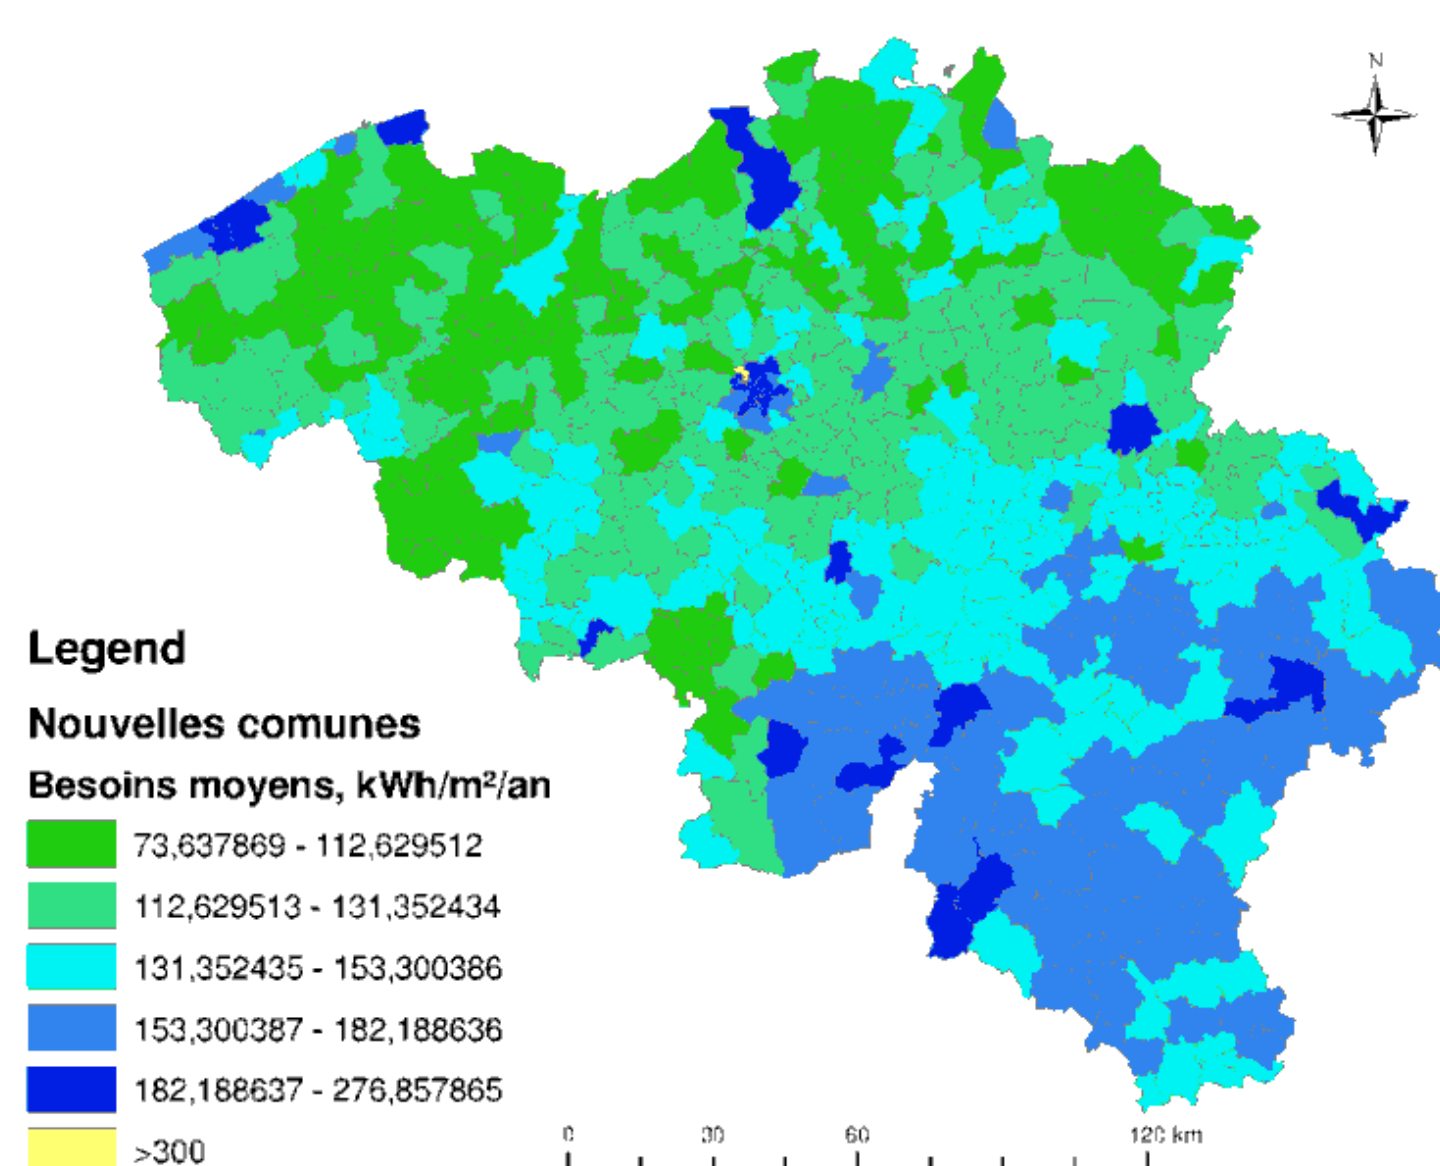 N
Legend
Nouvelles comunes
Besoins moyens, kWh/m²/an
73,637869 - 112,629512
112,629513 - 131,352434
131,352435 - 153,300386
153,300387 - 182,188636
182,188637 - 276,857865
>300
0 30 60 120 km